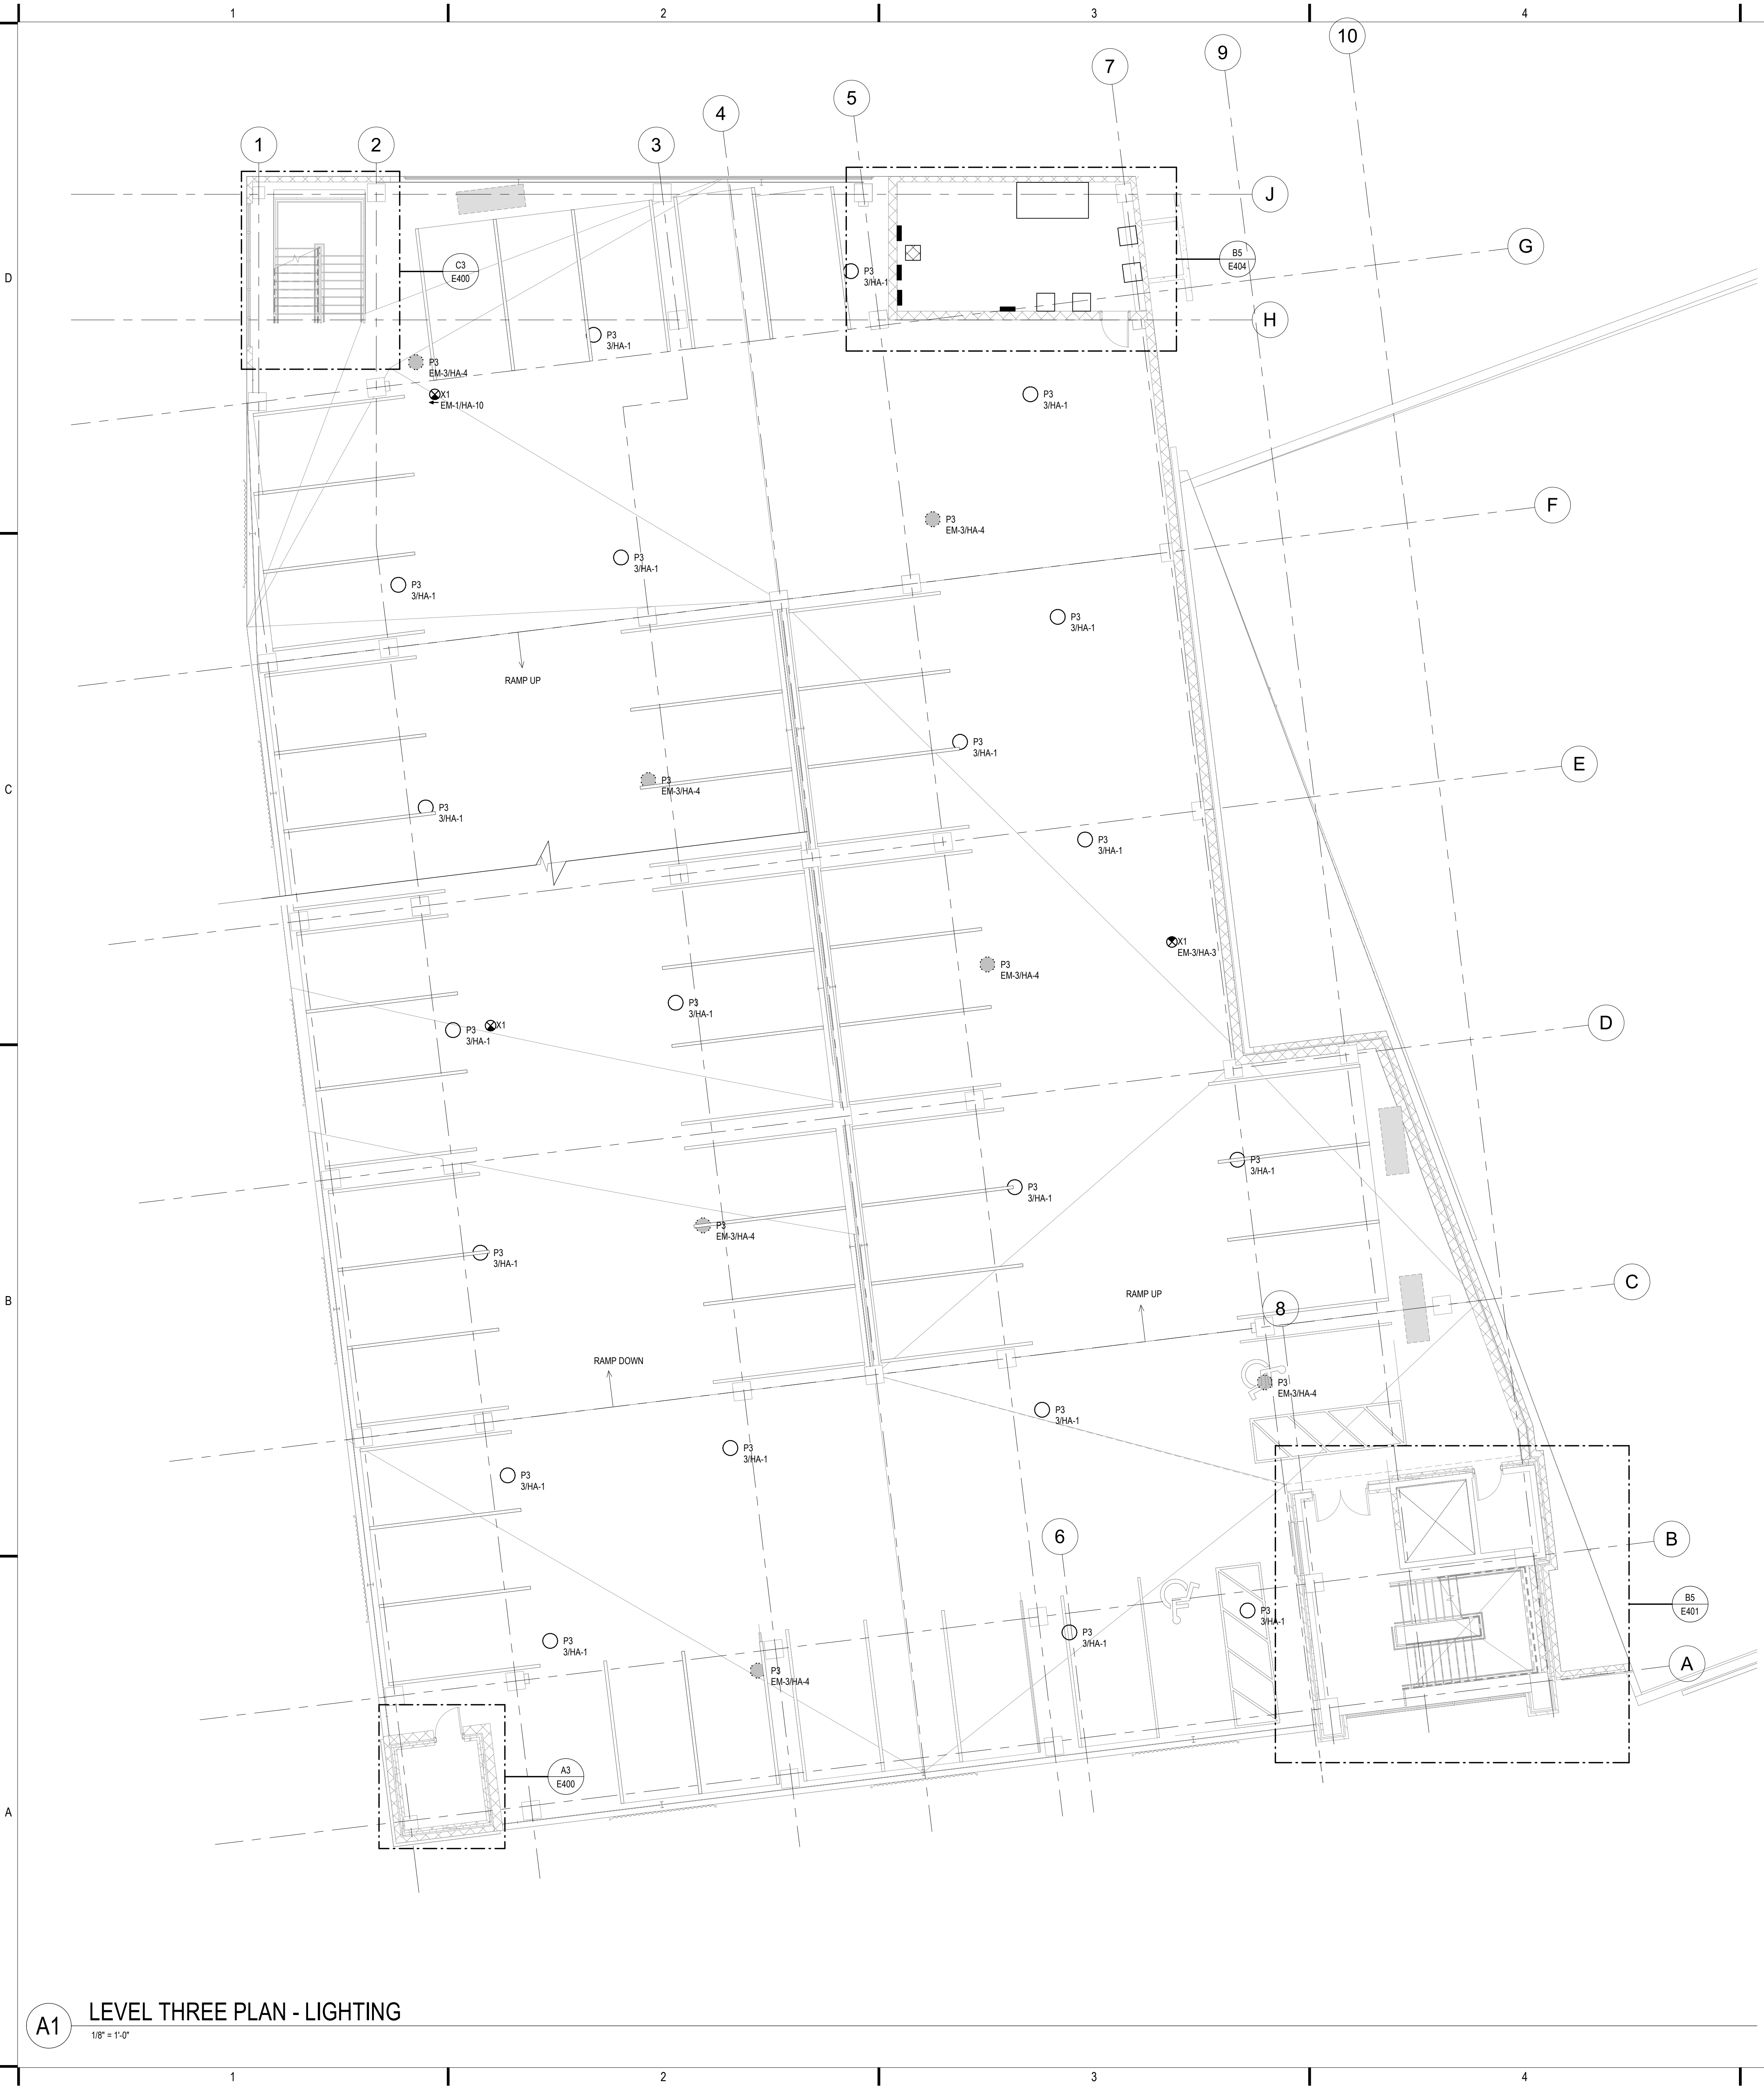 1
2
3
4
10
9
7
5
4
1
2
3
J
G
D
C3
E400
B5
E404
P3
3/HA-1
D
H
P3
3/HA-1
P3
EM-3/HA-4
X1
EM-1/HA-10
P3
3/HA-1
F
P3
EM-3/HA-4
P3
3/HA-1
P3
3/HA-1
P3
3/HA-1
RAMP UP
P3
3/HA-1
E
P3
EM-3/HA-4
C
P3
3/HA-1
P3
3/HA-1
X1
EM-3/HA-3
P3
EM-3/HA-4
P3
3/HA-1
D
X1
P3
3/HA-1
P3
3/HA-1
P3
3/HA-1
P3
EM-3/HA-4
P3
3/HA-1
C
RAMP UP
B
8
RAMP DOWN
P3
EM-3/HA-4
P3
3/HA-1
P3
3/HA-1
P3
3/HA-1
6
B
B5
E401
P3
3/HA-1
P3
3/HA-1
P3
3/HA-1
A
P3
EM-3/HA-4
A3
E400
A
A1
LEVEL THREE PLAN - LIGHTING
1/8" = 1'-0"
1
2
3
4